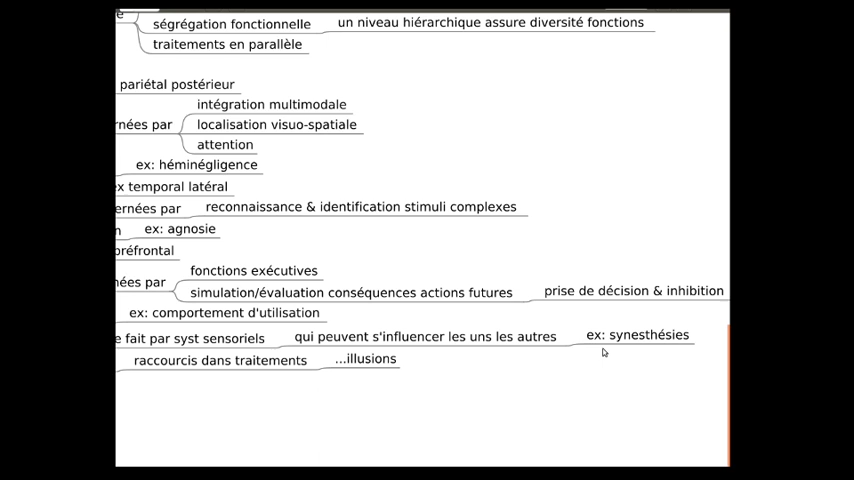 e
ségrégation fonctionnelle
un niveau hiérarchique assure diversité fonctions
traitements en parallèle
pariétal postérieur
intégration multimodale
rnées par
localisation visuo-spatiale
attention
ex: héminégligence
ex temporal latéral
ernées par
reconnaissance & identification stimuli complexes
n
ex: agnosie
préfrontal
fonctions exécutives
nées par
simulation/évaluation conséquences actions futures
prise de décision & inhibition
ex: comportement d'utilisation
e fait par syst sensoriels
qui peuvent s'influencer les uns les autres
ex: synesthésies
raccourcis dans traitements
...illusions